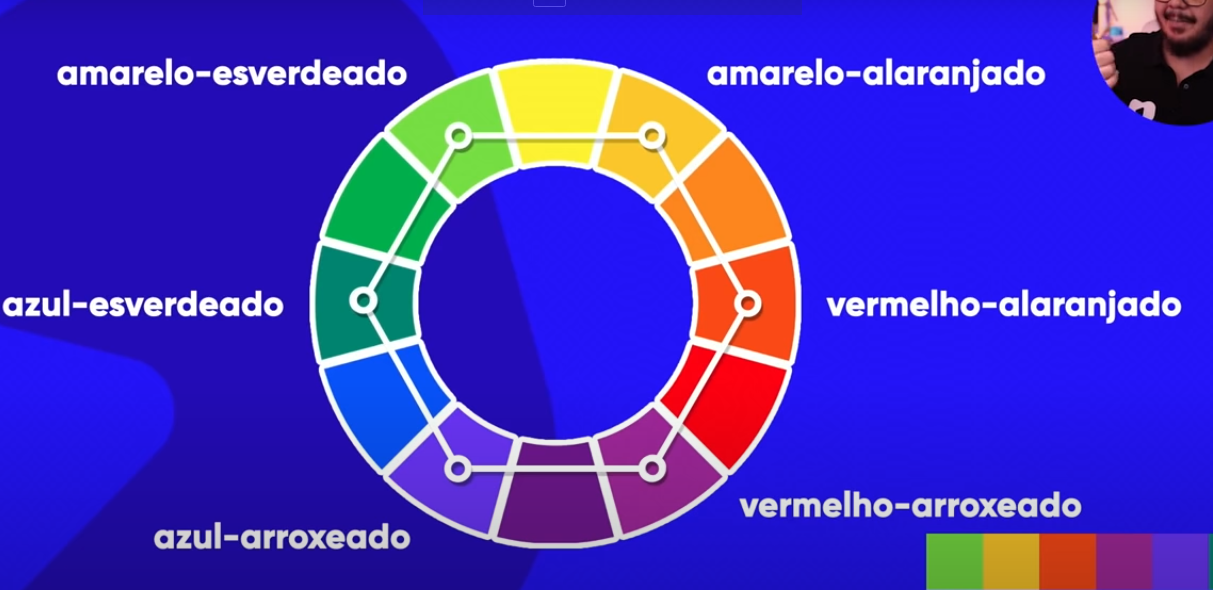 amarelo-esverdeado
amarelo-alaranjado
azul-esverdeado
vermelho-alaranjado
vermelho-arroxeado
azul-arroxeado